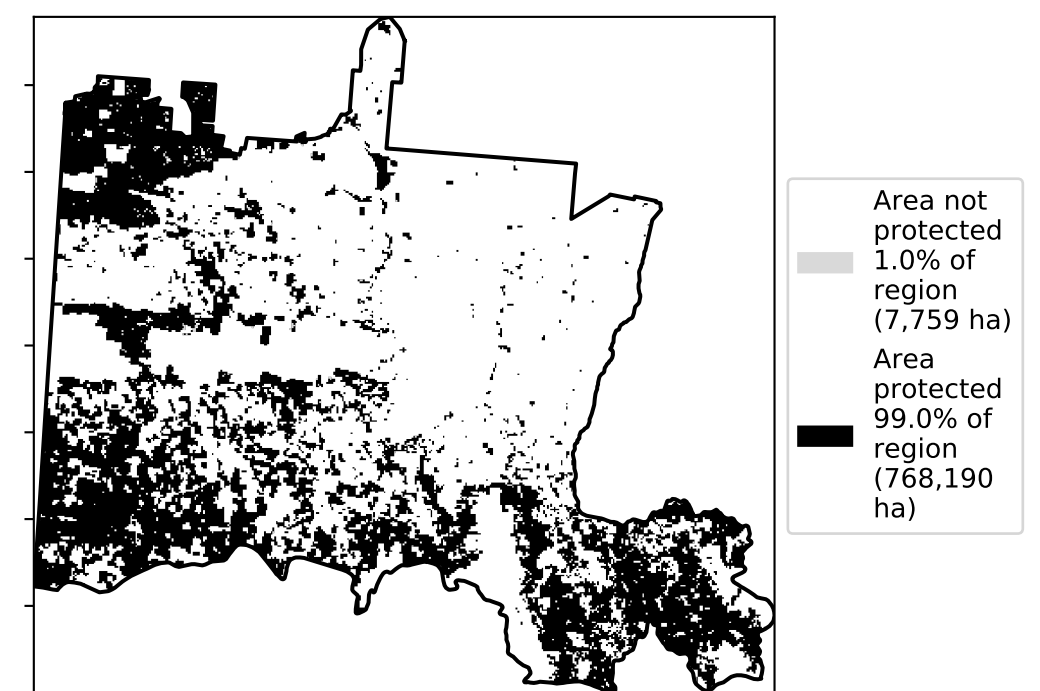 Area not
protected
1.0% of
region
(7,759 ha)
Area
protected
99.0% of
region
(768,190
ha)